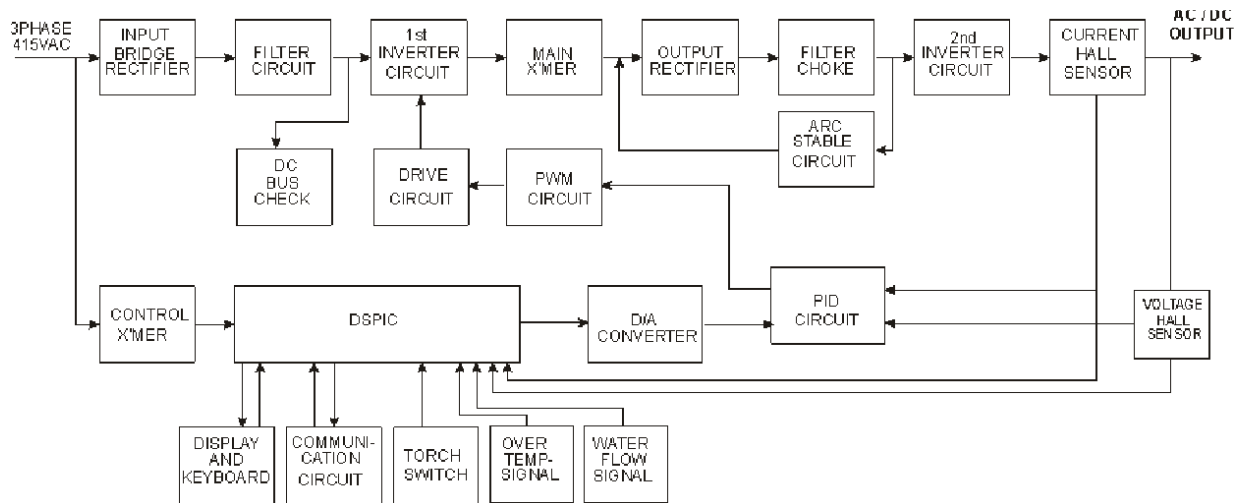 3PHASE
415VAC
INPUT
BRIDGE
RECTIFIER
FILTER
CIRCUIT
1st
INVERTER
CIRCUIT
MAIN
X'MER
OUTPUT
RECTIFIER
FILTER
CHOKE
2nd
INVERTER
CIRCUIT
CURRENT
HALL
SENSOR
AC / DC
OUTPUT
DC
BUS
CHECK
DRIVE
CIRCUIT
PWM
CIRCUIT
ARC
STABLE
CIRCUIT
CONTROL
X'MER
DSPIC
D/A
CONVERTER
PID
CIRCUIT
VOLTAGE
HALL
SENSOR
DISPLAY
AND
KEYBOARD
COMMUNI-
CATION
CIRCUIT
TORCH
SWITCH
OVER
TEMP-
SIGNAL
WATER
FLOW
SIGNAL